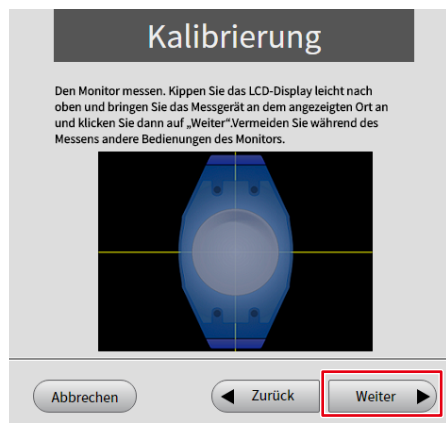 Kalibrierung
Den Monitor messen. Kippen Sie das LCD-Display leicht nach
oben und bringen Sie das Messgerät an dem angezeigten Ort an
und klicken Sie dann auf „Weiter“.Vermeiden Sie während des
Messens andere Bedienungen des Monitors.
Abbrechen
Zurück
Weiter